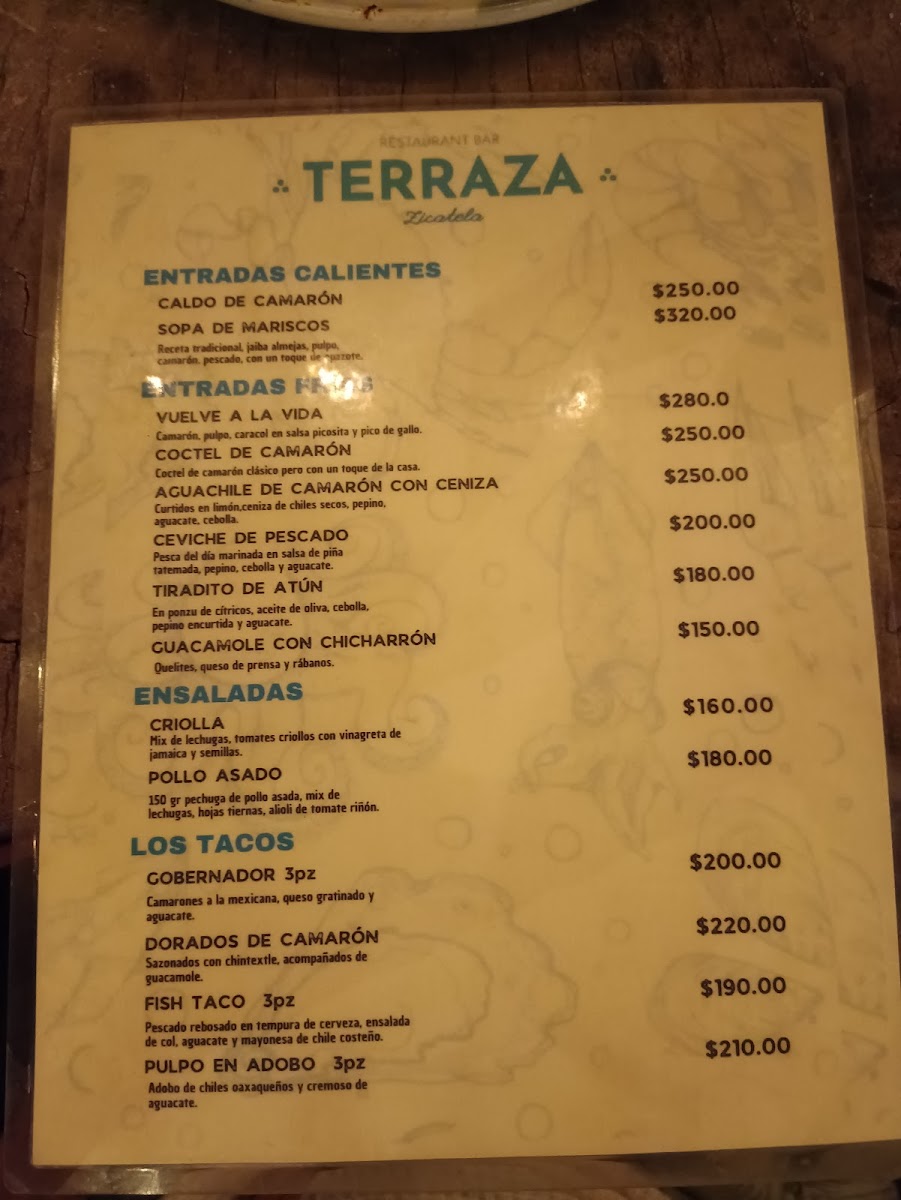 RESTAURANT BAR
TERRAZA
Zicatela
ENTRADAS CALIENTES
CALDO DE CAMARÓN $250.00
SOPA DE MARISCOS $320.00
Receta tradicional, jaiba almejas, pulpo,
camarón, pescado, con un toque de
ENTRADAS
VUELVE A LA VIDA $280.0
Camarón, pulpo, caracol en salsa picosita y pico de gallo.
COCTEL DE CAMARÓN $250.00
Coctel de camarón clásico pero con un toque de la casa.
AGUACHILE DE CAMARÓN CON CENIZA $250.00
Curtidos en limón,ceniza de chiles secos, pepino,
aguacate, cebolla.
CEVICHE DE PESCADO $200.00
Pesca del día marinada en salsa de piña
tatemada, pepino, cebolla y aguacate.
TIRADITO DE ATÚN $180.00
En ponzu de cítricos, aceite de oliva, cebolla,
pepino encurtida y aguacate.
GUACAMOLE CON CHICHARRÓN $150.00
Quelites, queso de prensa y rábanos.
ENSALADAS
CRIOLLA $160.00
Mix de lechugas, tomates criollos con vinagreta de
jamaica y semillas.
POLLO ASADO $180.00
150 gr pechuga de pollo asada, mix de
lechugas, hojas tiernas, alioli de tomate riñón.
LOS TACOS
GOBERNADOR 3pz $200.00
Camarones a la mexicana, queso gratinado y
aguacate.
DORADOS DE CAMARÓN $220.00
Sazonados con chintextle, acompañados de
guacamole.
FISH TACO 3pz $190.00
Pescado rebosado en tempura de cerveza, ensalada
de col, aguacate y mayonesa de chile costeño.
PULPO EN ADOBO 3pz $210.00
Adobo de chiles oaxaqueños y cremoso de
aguacate.